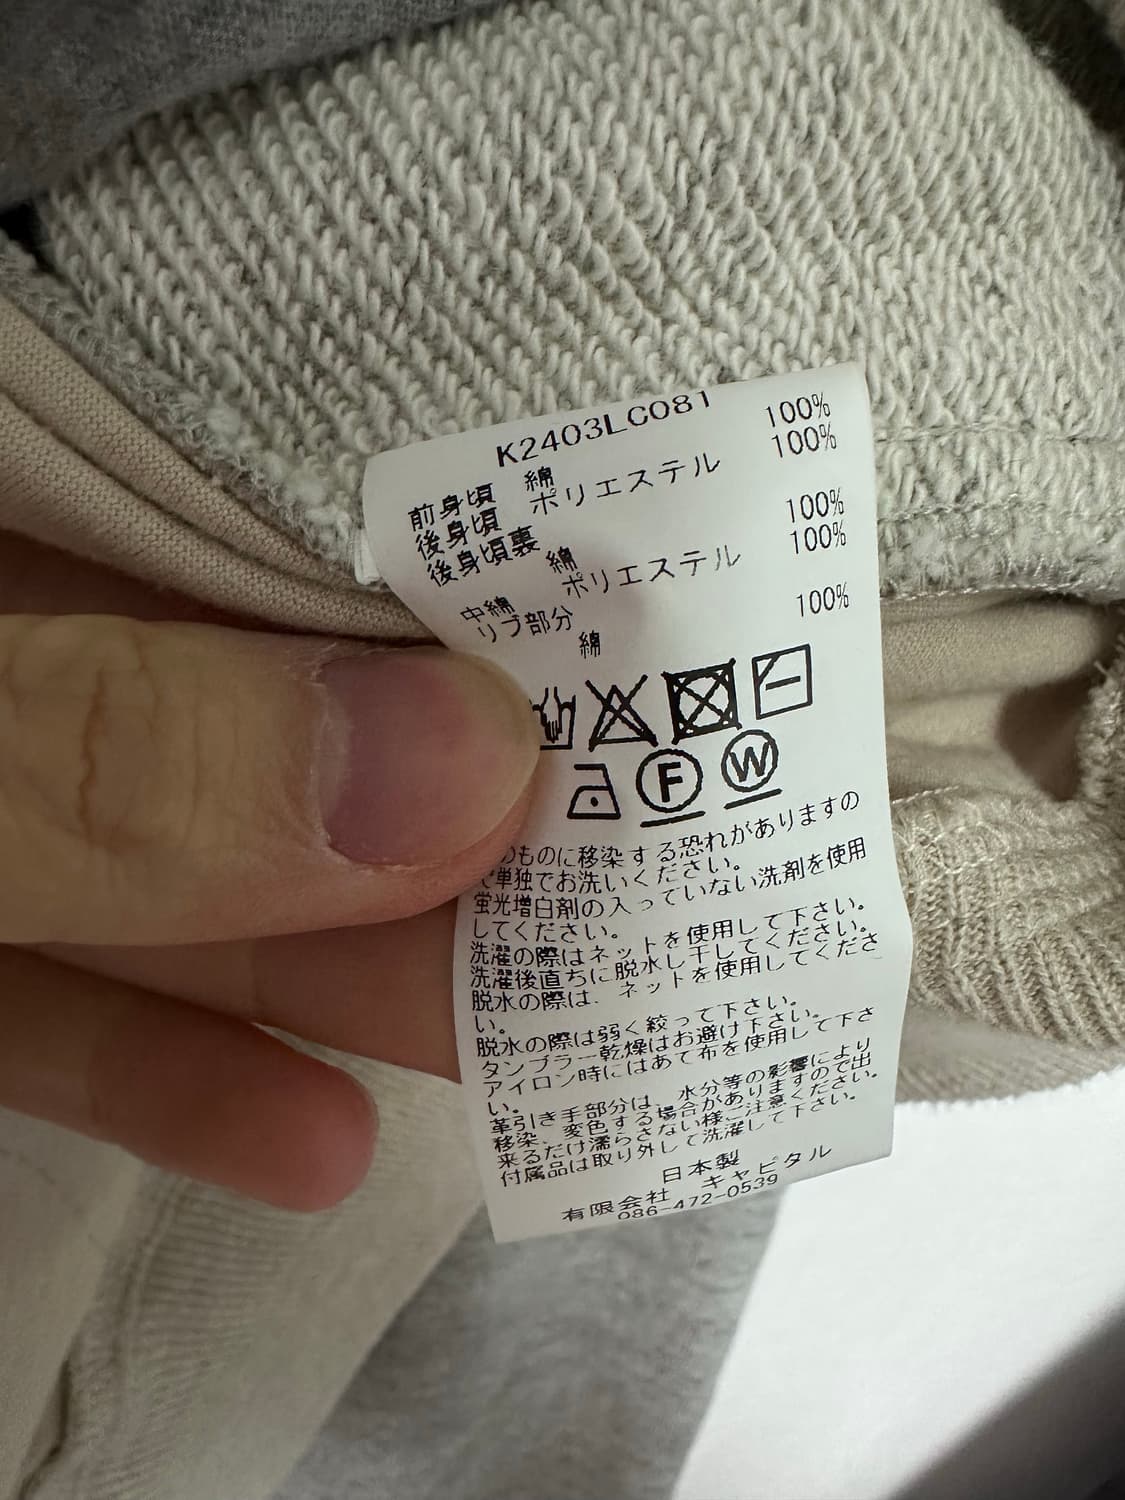 K2403LC081
前身頃 綿 100%
後身頃 ポリエステル 100%
後身頃裏
綿 100%
中綿 ポリエステル 100%
リブ部分
綿 100%
F W
のものに移染する恐れがありますの
で単独でお洗いください。
蛍光増白剤の入っていない洗剤を使用
してください。
洗濯の際はネットを使用して下さい。
洗濯後直ちに脱水し干してください。
脱水の際は、ネットを使用してくださ
い。
脱水の際は弱く絞って下さい。
タンブラー乾燥はお避け下さい。
アイロン時にはあて布を使用して下さ
い。
革引き手部分は、水分等の影響により
移染、変色する場合がありますので出
来るだけ濡らさない様ご注意ください。
付属品は取り外して洗濯して下さい。
日本製
有限会社 キャピタル
086-472-0539